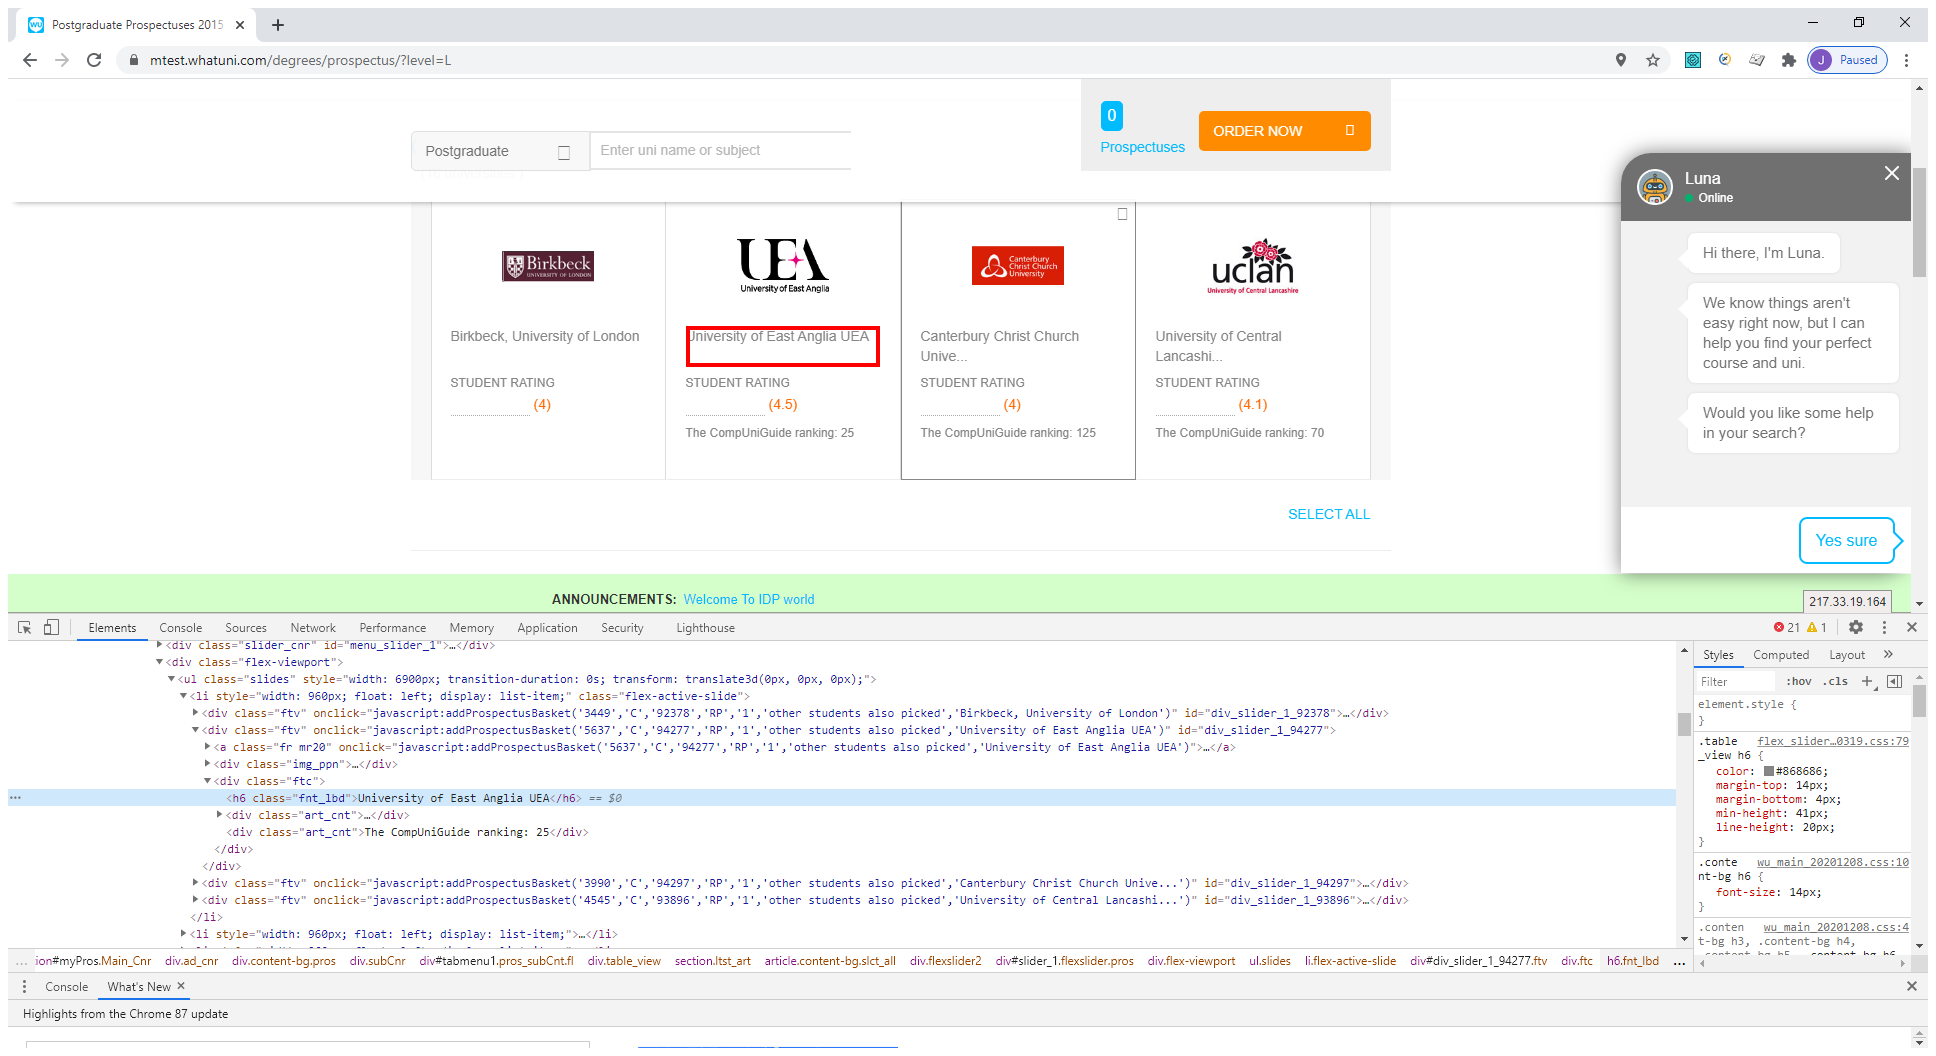 Postgraduate Prospectuses 2015
mtest.whatuni.com/degrees/prospectus/?level=L
J Paused
0
Prospectuses
ORDER NOW
Postgraduate
Enter uni name or subject
Birkbeck
UNIVERSITY OF LONDON
UEA
University of East Anglia
Canterbury
Christ Church
University
uclan
University of Central Lancashire
Birkbeck, University of London
University of East Anglia UEA
Canterbury Christ Church
Unive...
University of Central
Lancashi...
STUDENT RATING
(4)
STUDENT RATING
(4.5)
STUDENT RATING
(4)
STUDENT RATING
(4.1)
The CompUniGuide ranking: 25
The CompUniGuide ranking: 125
The CompUniGuide ranking: 70
SELECT ALL
Luna
Online
Hi there, I'm Luna.
We know things aren't
easy right now, but I can
help you find your perfect
course and uni.
Would you like some help
in your search?
Yes sure
ANNOUNCEMENTS: Welcome To IDP world
217.33.19.164
Elements Console Sources Network Performance Memory Application Security Lighthouse
21 1
<div class="slider_cnr" id="menu_slider_1">…</div>
<div class="flex-viewport">
<ul class="slides" style="width: 6900px; transition-duration: 0s; transform: translate3d(0px, 0px, 0px);">
<li style="width: 960px; float: left; display: list-item;" class="flex-active-slide">
<div class="ftv" onclick="javascript:addProspectusBasket('3449','C','92378','RP','1','other students also picked','Birkbeck, University of London')" id="div_slider_1_92378">…</div>
<div class="ftv" onclick="javascript:addProspectusBasket('5637','C','94277','RP','1','other students also picked','University of East Anglia UEA')" id="div_slider_1_94277">
<a class="fr mr20" onclick="javascript:addProspectusBasket('5637','C','94277','RP','1','other students also picked','University of East Anglia UEA')">…</a>
<div class="img_ppn">…</div>
<div class="ftc">
<h6 class="fnt_lbd">University of East Anglia UEA</h6> == $0
<div class="art_cnt">…</div>
<div class="art_cnt">The CompUniGuide ranking: 25</div>
</div>
</div>
<div class="ftv" onclick="javascript:addProspectusBasket('3990','C','94297','RP','1','other students also picked','Canterbury Christ Church Unive...')" id="div_slider_1_94297">…</div>
<div class="ftv" onclick="javascript:addProspectusBasket('4545','C','93896','RP','1','other students also picked','University of Central Lancashi...')" id="div_slider_1_93896">…</div>
</li>
<li style="width: 960px; float: left; display: list-item;">…</li>
Styles Computed Layout »
Filter :hov .cls +
element.style {
}
.table flex_slider…0319.css:79
_view h6 {
color: #868686;
margin-top: 14px;
margin-bottom: 4px;
min-height: 41px;
line-height: 20px;
}
.conte wu_main_20201208.css:10
nt-bg h6 {
font-size: 14px;
}
.conten wu_main_20201208.css:4
t-bg h3, .content-bg h4,
... ion#myPros.Main_Cnr div.ad_cnr div.content-bg.pros div.subCnr div#tabmenu1.pros_subCnt.fl div.table_view section.ltst_art article.content-bg.slct_all div.flexslider2 div#slider_1.flexslider.pros div.flex-viewport ul.slides li.flex-active-slide div#div_slider_1_94277.ftv div.ftc h6.fnt_lbd ...
Console What's New
Highlights from the Chrome 87 update